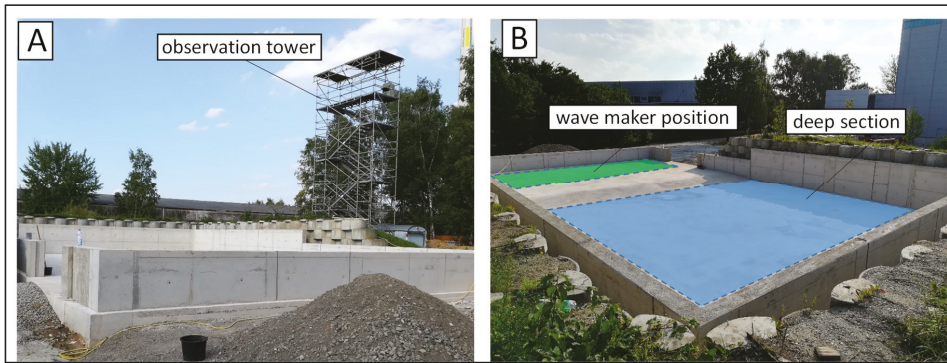 A
observation tower
B
wave maker position
deep section